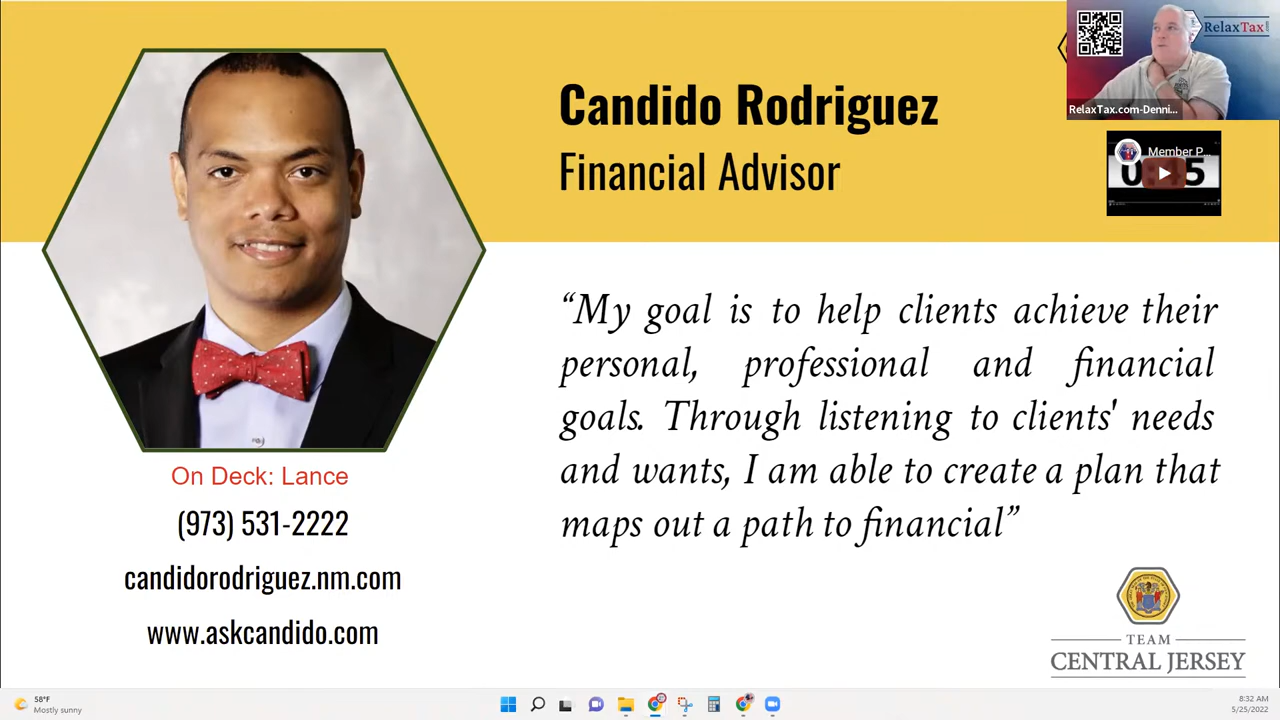 Candido Rodriguez
Financial Advisor
RelaxTax.com
RelaxTax.com-Denni...
Member P...
0:15
“My goal is to help clients achieve their
personal, professional and financial
goals. Through listening to clients' needs
and wants, I am able to create a plan that
maps out a path to financial”
On Deck: Lance
(973) 531-2222
candidorodriguez.nm.com
www.askcandido.com
TEAM
CENTRAL JERSEY
58°F
Mostly sunny
8:32 AM
5/25/2022